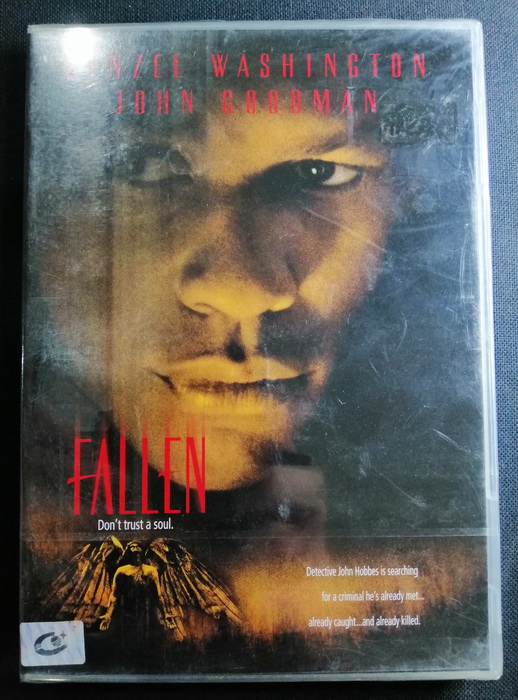 DENZEL WASHINGTON
JOHN GOODMAN
FALLEN
Don't trust a soul.
Detective John Hobbes is searching
for a criminal he's already met...
already caught...and already killed.